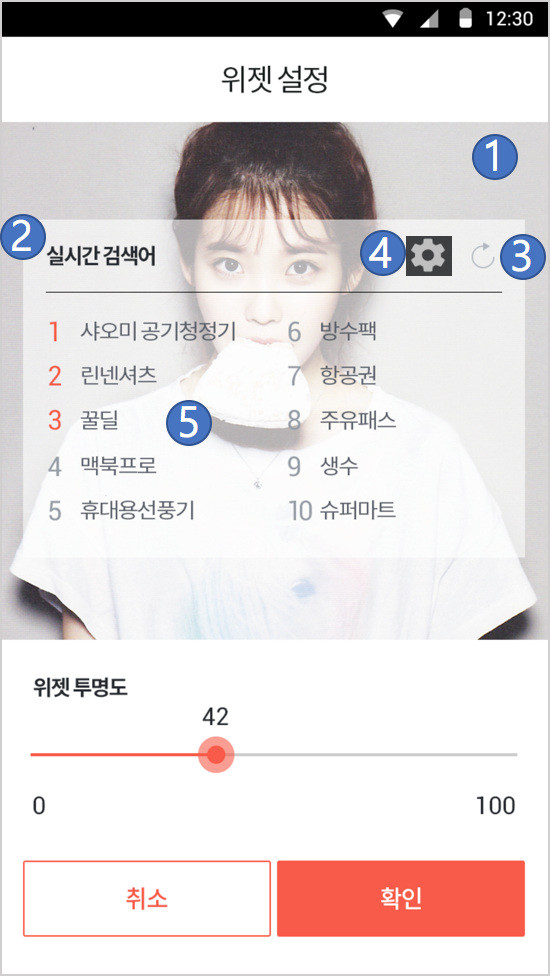 12:30
위젯 설정
1
2
실시간 검색어
4
3
1 샤오미 공기청정기
6 방수팩
2 린넨셔츠
7 항공권
3 꿀딜
5
8 주유패스
4 맥북프로
9 생수
5 휴대용선풍기
10 슈퍼마트
위젯 투명도
42
0
100
취소
확인